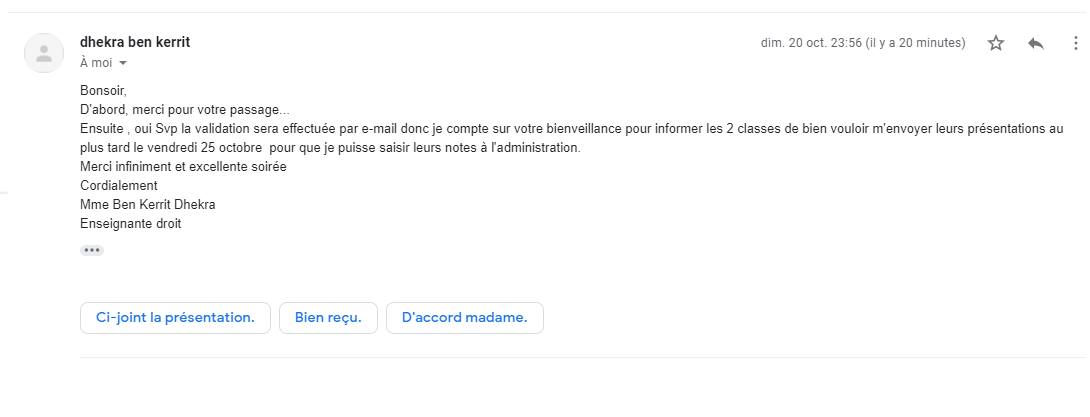 dhekra ben kerrit
dim. 20 oct. 23:56 (il y a 20 minutes)
À moi
Bonsoir,
D'abord, merci pour votre passage...
Ensuite , oui Svp la validation sera effectuée par e-mail donc je compte sur votre bienveillance pour informer les 2 classes de bien vouloir m'envoyer leurs présentations au
plus tard le vendredi 25 octobre  pour que je puisse saisir leurs notes à l'administration.
Merci infiniment et excellente soirée
Cordialement
Mme Ben Kerrit Dhekra
Enseignante droit
Ci-joint la présentation.
Bien reçu.
D'accord madame.